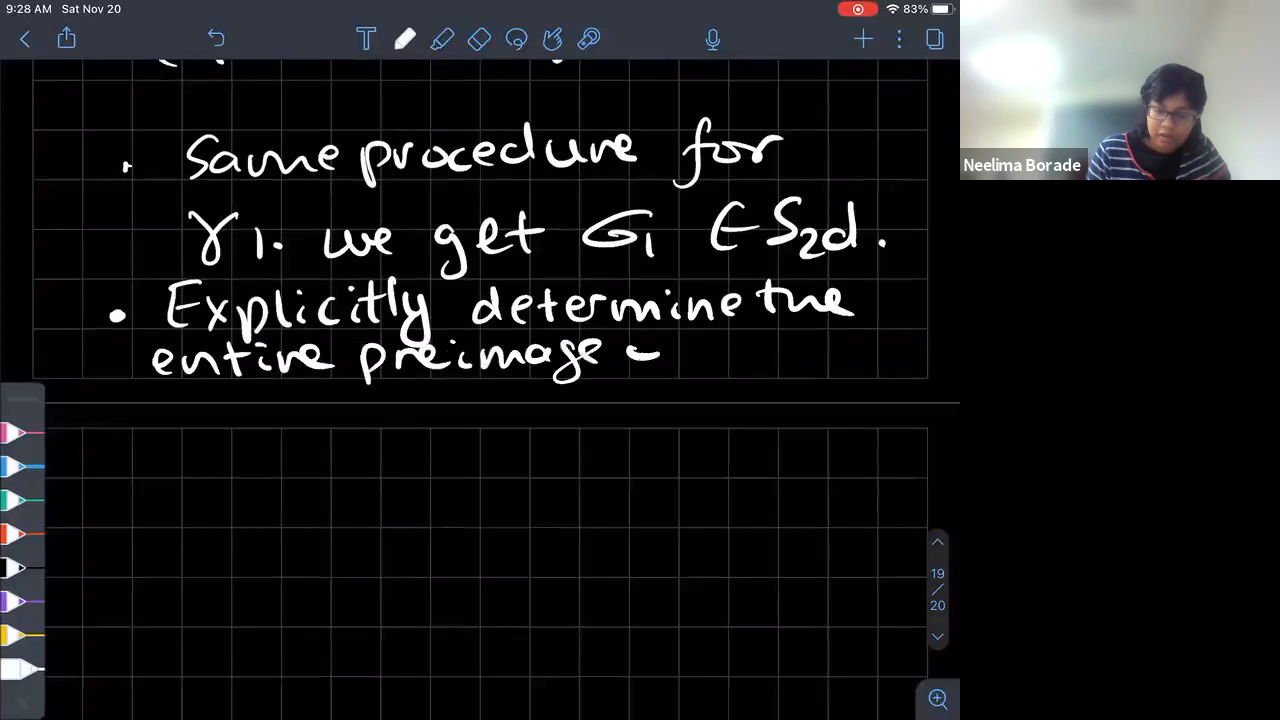 9:28 AM Sat Nov 20
83%
T
. Same procedure for
γ1. we get G1 ∈ S2d.
• Explicitly determine the
entire preimage
Neelima Borade
19
/
20